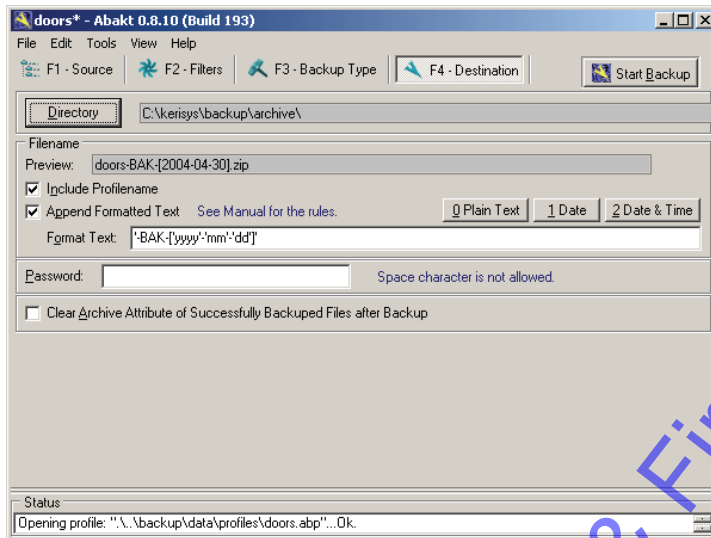 doors* - Abakt 0.8.10 (Build 193)
File Edit Tools View Help
F1 - Source F2 - Filters F3 - Backup Type F4 - Destination Start Backup
Directory C:\kerisys\backup\archive\
Filename
Preview: doors-BAK-[2004-04-30].zip
Include Profilename
Append Formatted Text See Manual for the rules. 0 Plain Text 1 Date 2 Date & Time
Format Text: '-BAK-['yyyy'-'mm'-'dd']'
Password: Space character is not allowed.
Clear Archive Attribute of Successfully Backuped Files after Backup
Status
Opening profile: ".\..\backup\data\profiles\doors.abp"...Ok.